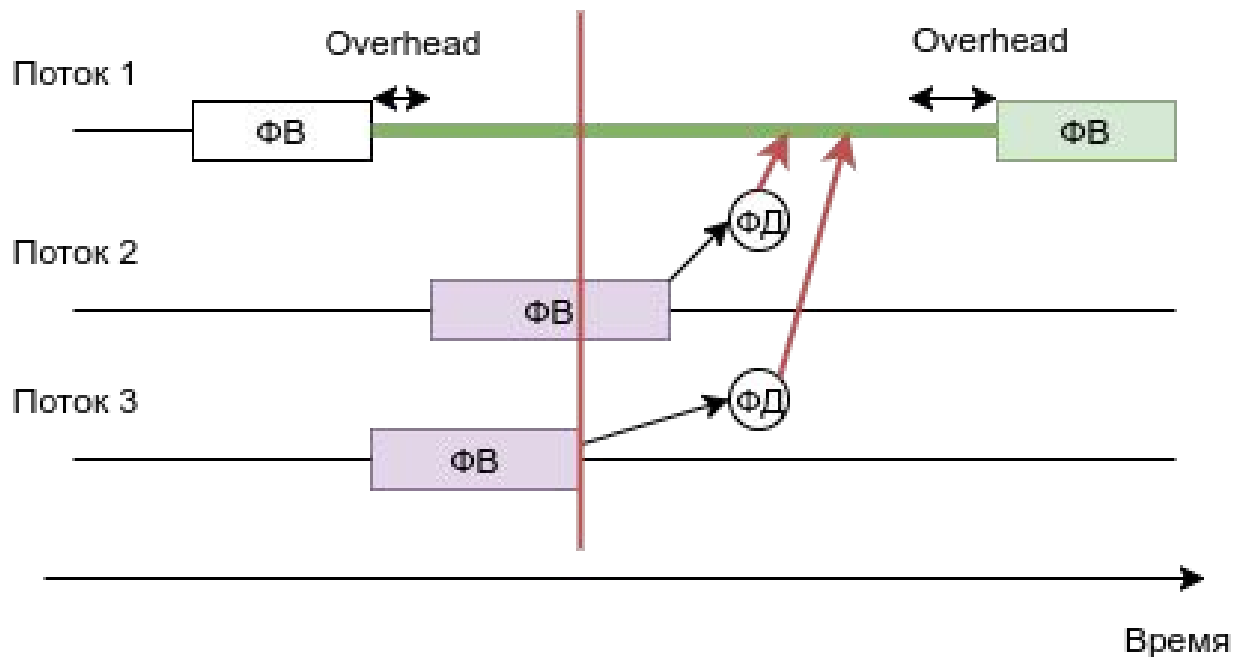 Overhead
Overhead
Поток 1
ФВ
ФВ
ФД
Поток 2
ФВ
ФД
Поток 3
ФВ
Время